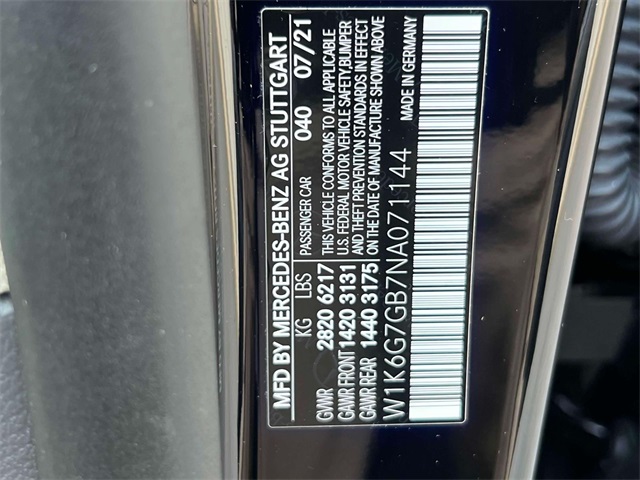 MFD BY MERCEDES-BENZ AG STUTTGART
KG LBS PASSENGER CAR 040 07/21
GVWR 2820 6217 THIS VEHICLE CONFORMS TO ALL APPLICABLE
GAWR FRONT 1420 3131 U.S. FEDERAL MOTOR VEHICLE SAFETY, BUMPER
GAWR REAR 1440 3175 AND THEFT PREVENTION STANDARDS IN EFFECT
ON THE DATE OF MANUFACTURE SHOWN ABOVE
W1K6G7GB7NA071144 MADE IN GERMANY